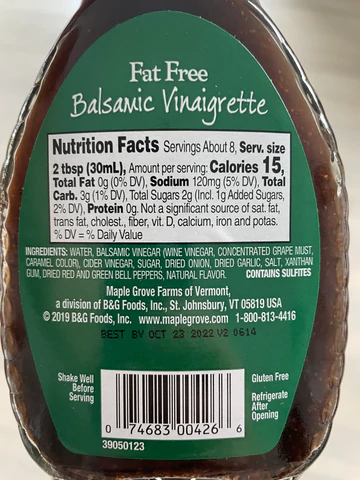 Fat Free
Balsamic Vinaigrette
Nutrition Facts Servings About 8, Serv. size
2 tbsp (30mL), Amount per serving: Calories 15,
Total Fat 0g (0% DV), Sodium 120mg (5% DV), Total
Carb. 3g (1% DV), Total Sugars 2g (Incl. 1g Added Sugars,
2% DV), Protein 0g. Not a significant source of sat. fat,
trans fat, cholest., fiber, vit. D, calcium, iron and potas.
% DV = % Daily Value
INGREDIENTS: WATER, BALSAMIC VINEGAR (WINE VINEGAR, CONCENTRATED GRAPE MUST,
CARAMEL COLOR), CIDER VINEGAR, SUGAR, DRIED ONION, DRIED GARLIC, SALT, XANTHAN
GUM, DRIED RED AND GREEN BELL PEPPERS, NATURAL FLAVOR. CONTAINS SULFITES
Maple Grove Farms of Vermont,
a division of B&G Foods, Inc., St. Johnsbury, VT 05819 USA
© 2019 B&G Foods, Inc. www.maplegrove.com 1-800-813-4416
BEST BY OCT 23 2022 V2 0614
Shake Well
Before
Serving
Gluten Free
Refrigerate
After
Opening
0 74683 00426 6
39050123